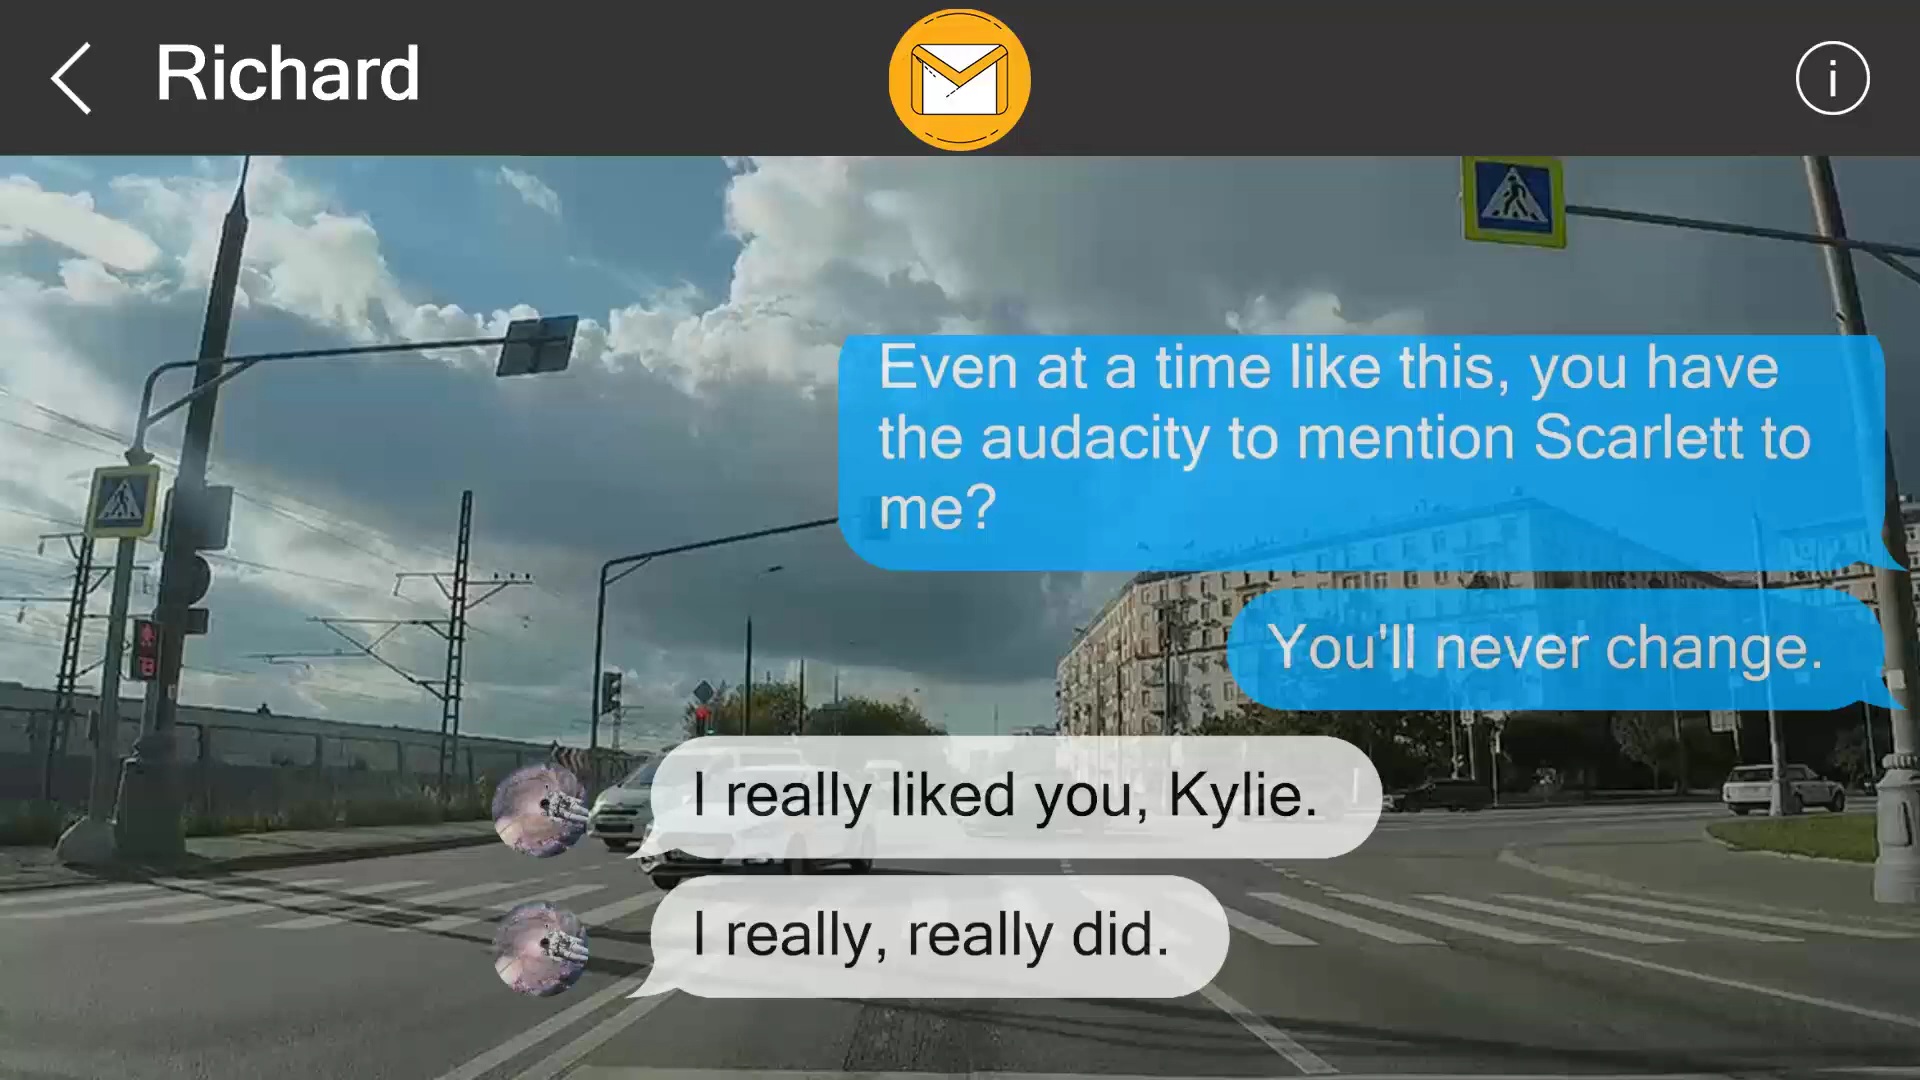 Richard
i
Even at a time like this, you have
the audacity to mention Scarlett to
me?
You'll never change.
I really liked you, Kylie.
I really, really did.